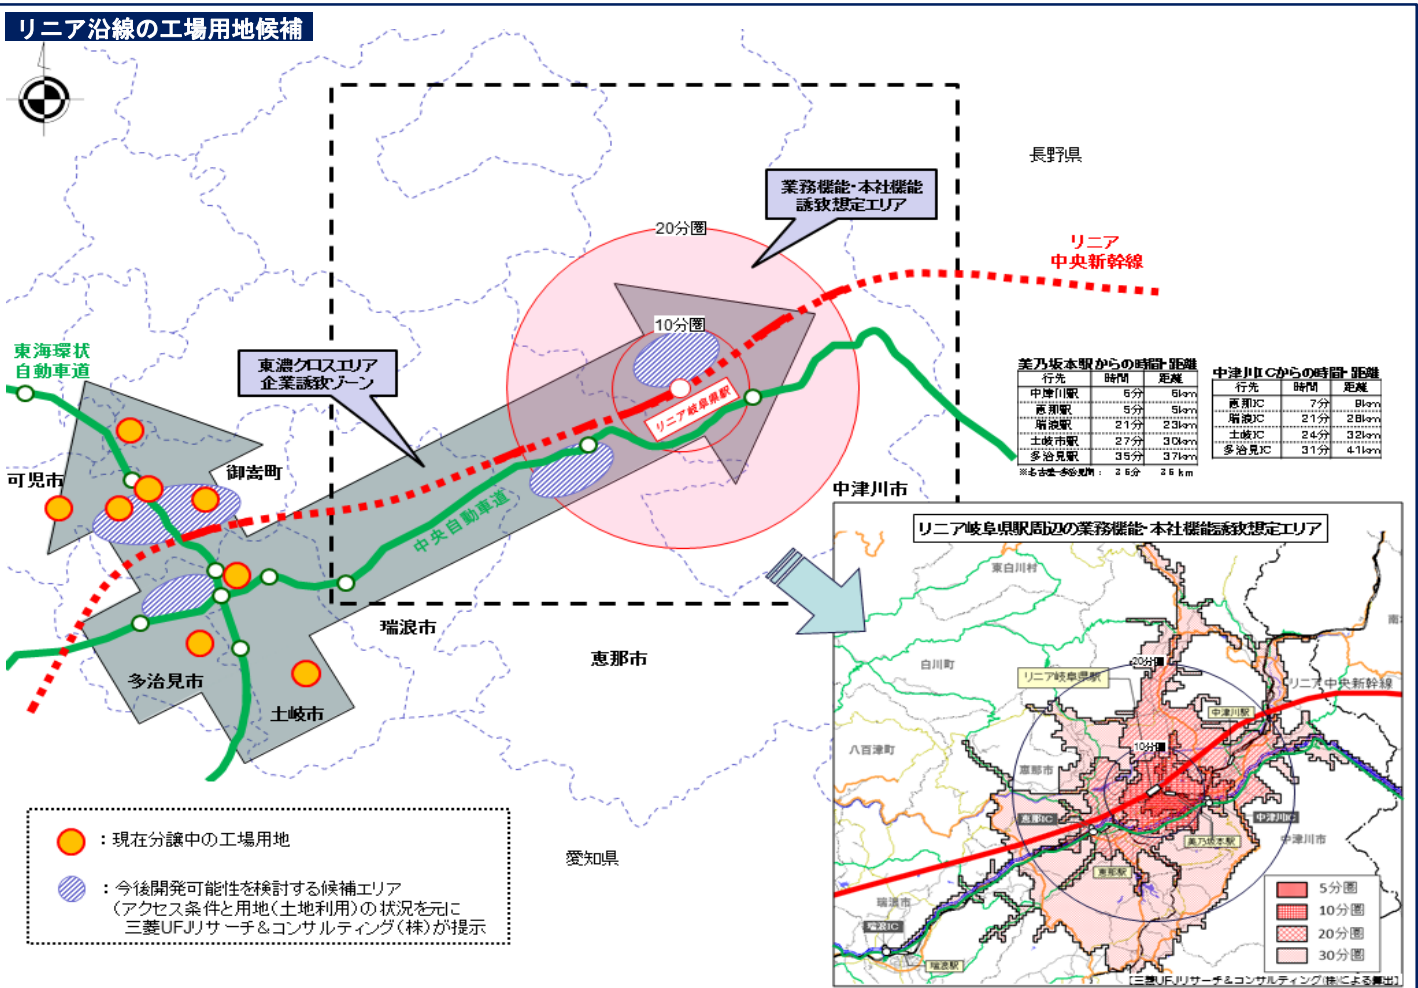 リニア沿線の工場用地候補
長野県
業務機能・本社機能
誘致想定エリア
20分圏
リニア
中央新幹線
10分圏
東海環状
自動車道
東濃クロスエリア
企業誘致ゾーン
リニア岐阜県駅
美乃坂本駅からの時間・距離
行先 時間 距離
中津川駅 6分 6km
恵那駅 5分 5km
瑞浪駅 21分 23km
土岐市駅 27分 30km
多治見駅 35分 37km
※名古屋-多治見間： 36分 36km
中津川ICからの時間・距離
行先 時間 距離
恵那IC 7分 9km
瑞浪IC 21分 28km
土岐IC 24分 32km
多治見IC 31分 41km
可児市
御嵩町
中央自動車道
中津川市
瑞浪市
恵那市
多治見市
土岐市
愛知県
：現在分譲中の工場用地
：今後開発可能性を検討する候補エリア
（アクセス条件と用地（土地利用）の状況を元に
三菱UFJリサーチ＆コンサルティング（株）が提示
リニア岐阜県駅周辺の業務機能・本社機能誘致想定エリア
東白川村
白川町
20分圏
リニア岐阜県駅
リニア中央新幹線
中津川駅
八百津町
10分圏
恵那市
恵那IC
中津川IC
美乃坂本駅
中津川市
恵那駅
瑞浪市
瑞浪IC
瑞浪駅
5分圏
10分圏
20分圏
30分圏
［三菱UFJリサーチ＆コンサルティング（株）による算出］